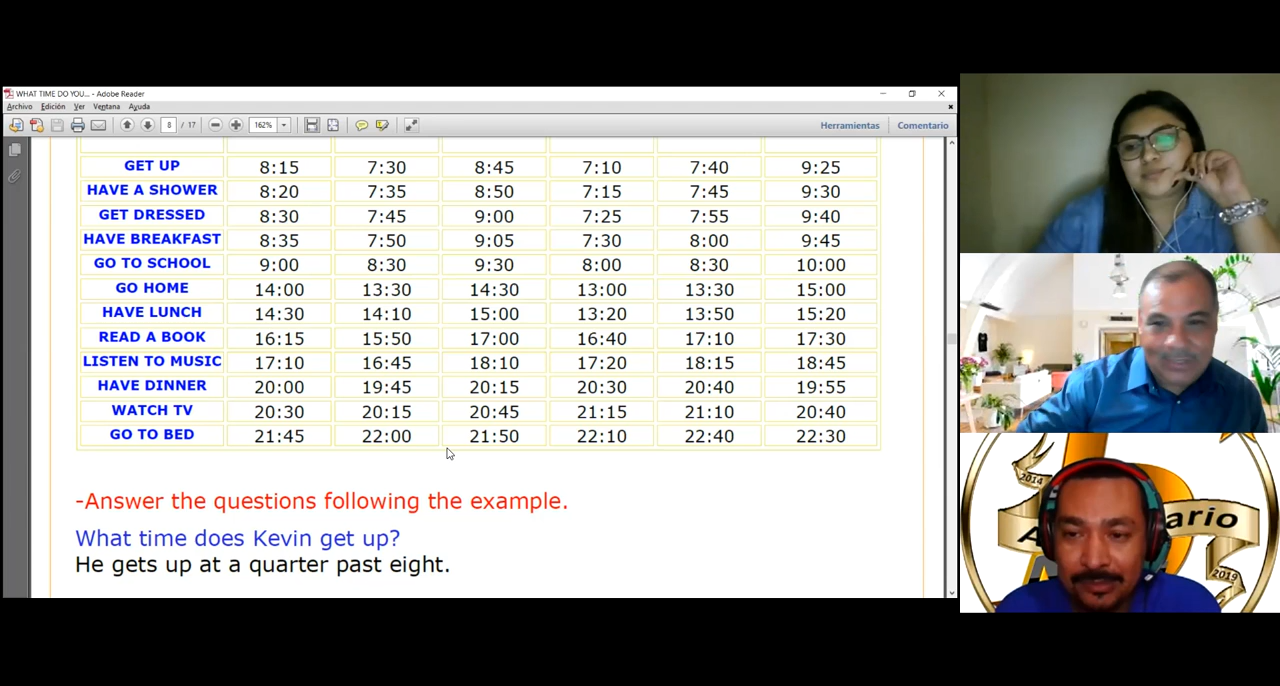 WHAT TIME DO YOU... - Adobe Reader
Archivo Edición Ver Ventana Ayuda
8 / 17 162% Herramientas Comentario
GET UP 8:15 7:30 8:45 7:10 7:40 9:25
HAVE A SHOWER 8:20 7:35 8:50 7:15 7:45 9:30
GET DRESSED 8:30 7:45 9:00 7:25 7:55 9:40
HAVE BREAKFAST 8:35 7:50 9:05 7:30 8:00 9:45
GO TO SCHOOL 9:00 8:30 9:30 8:00 8:30 10:00
GO HOME 14:00 13:30 14:30 13:00 13:30 15:00
HAVE LUNCH 14:30 14:10 15:00 13:20 13:50 15:20
READ A BOOK 16:15 15:50 17:00 16:40 17:10 17:30
LISTEN TO MUSIC 17:10 16:45 18:10 17:20 18:15 18:45
HAVE DINNER 20:00 19:45 20:15 20:30 20:40 19:55
WATCH TV 20:30 20:15 20:45 21:15 21:10 20:40
GO TO BED 21:45 22:00 21:50 22:10 22:40 22:30
-Answer the questions following the example.
What time does Kevin get up?
He gets up at a quarter past eight.
2014
ario
2019